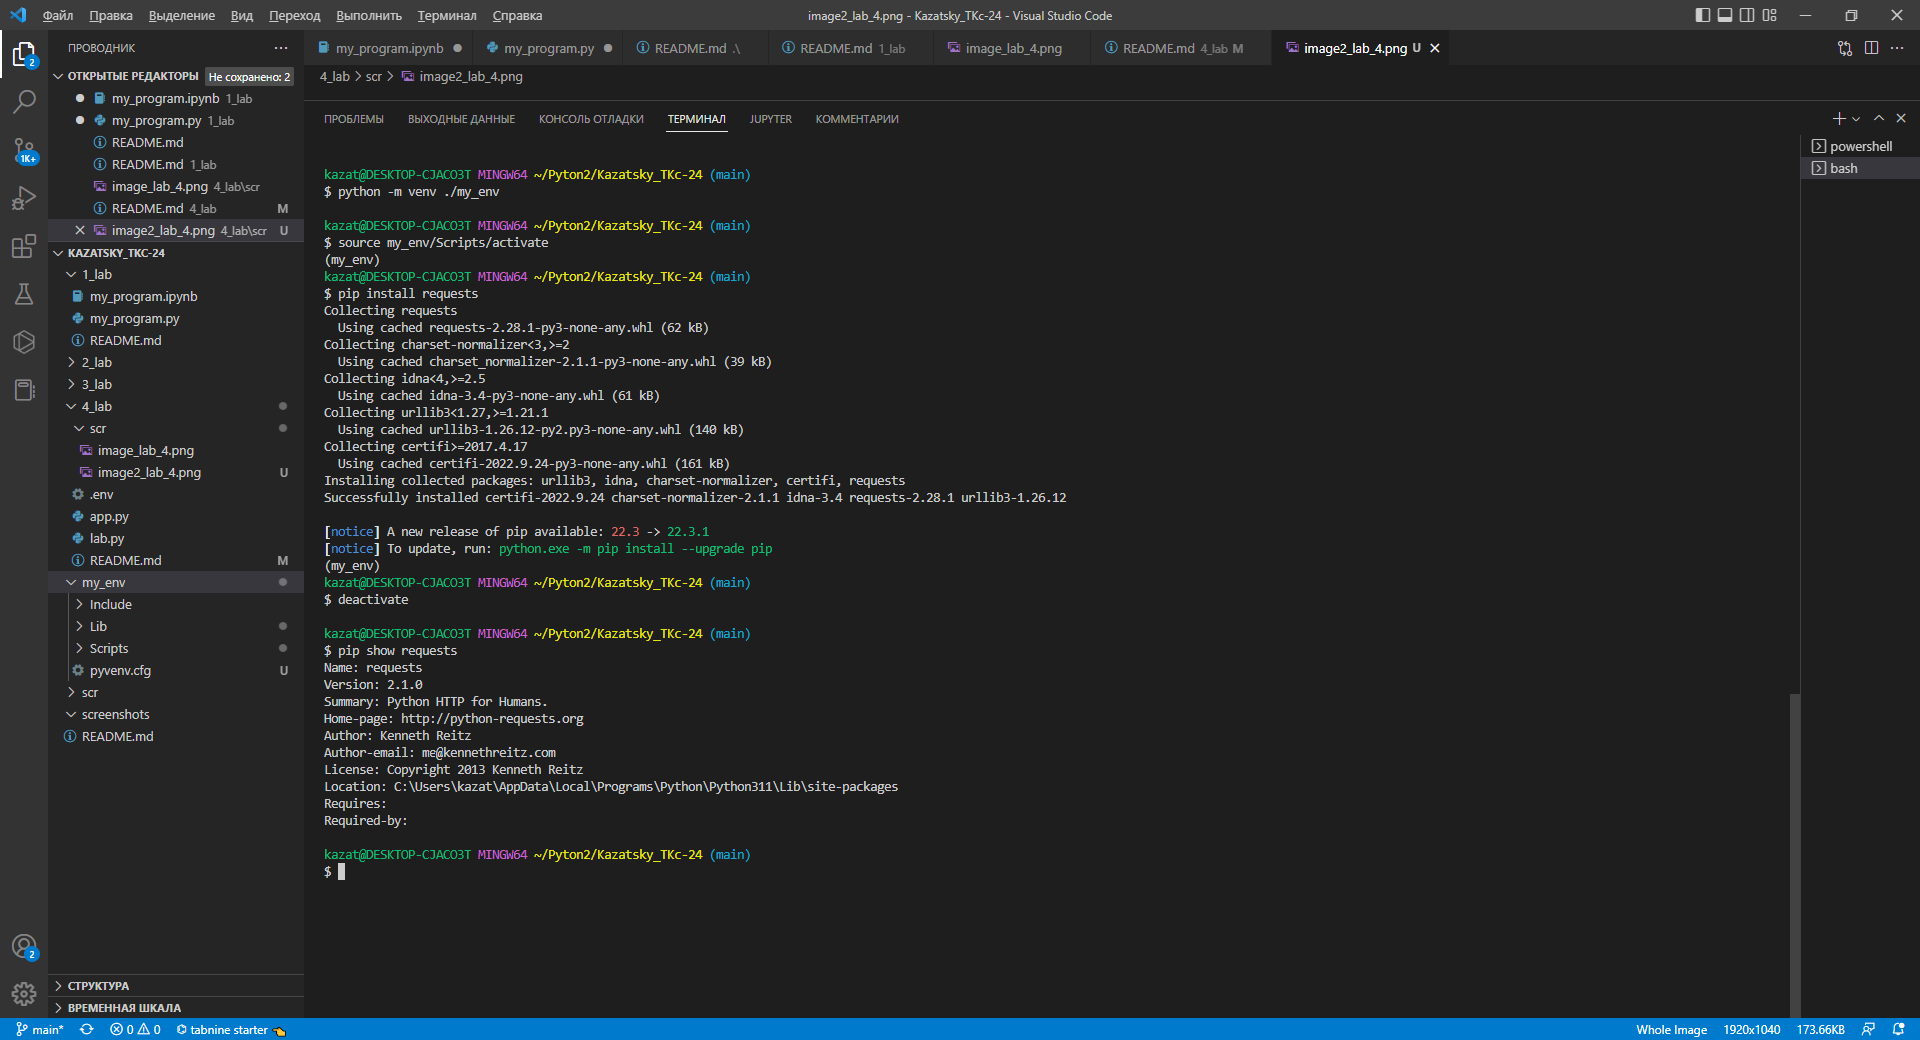 Файл Правка Выделение Вид Переход Выполнить Терминал Справка
image2_lab_4.png - Kazatsky_TKc-24 - Visual Studio Code
ПРОВОДНИК
ОТКРЫТЫЕ РЕДАКТОРЫ Не сохранено: 2
my_program.ipynb 1_lab
my_program.py 1_lab
README.md
README.md 1_lab
image_lab_4.png 4_lab\scr
README.md 4_lab M
image2_lab_4.png 4_lab\scr U
KAZATSKY_TKC-24
1_lab
my_program.ipynb
my_program.py
README.md
2_lab
3_lab
4_lab
scr
image_lab_4.png
image2_lab_4.png U
.env
app.py
lab.py
README.md M
my_env
Include
Lib
Scripts
pyvenv.cfg U
scr
screenshots
README.md
СТРУКТУРА
ВРЕМЕННАЯ ШКАЛА
2
1K+
2
my_program.ipynb
my_program.py
README.md .\
README.md 1_lab
image_lab_4.png
README.md 4_lab M
image2_lab_4.png U
4_lab > scr > image2_lab_4.png
ПРОБЛЕМЫ ВЫХОДНЫЕ ДАННЫЕ КОНСОЛЬ ОТЛАДКИ ТЕРМИНАЛ JUPYTER КОММЕНТАРИИ
powershell
bash
kazat@DESKTOP-CJACO3T MINGW64 ~/Pyton2/Kazatsky_TKc-24 (main)
$ python -m venv ./my_env
kazat@DESKTOP-CJACO3T MINGW64 ~/Pyton2/Kazatsky_TKc-24 (main)
$ source my_env/Scripts/activate
(my_env)
kazat@DESKTOP-CJACO3T MINGW64 ~/Pyton2/Kazatsky_TKc-24 (main)
$ pip install requests
Collecting requests
Using cached requests-2.28.1-py3-none-any.whl (62 kB)
Collecting charset-normalizer<3,>=2
Using cached charset_normalizer-2.1.1-py3-none-any.whl (39 kB)
Collecting idna<4,>=2.5
Using cached idna-3.4-py3-none-any.whl (61 kB)
Collecting urllib3<1.27,>=1.21.1
Using cached urllib3-1.26.12-py2.py3-none-any.whl (140 kB)
Collecting certifi>=2017.4.17
Using cached certifi-2022.9.24-py3-none-any.whl (161 kB)
Installing collected packages: urllib3, idna, charset-normalizer, certifi, requests
Successfully installed certifi-2022.9.24 charset-normalizer-2.1.1 idna-3.4 requests-2.28.1 urllib3-1.26.12
[notice] A new release of pip available: 22.3 -> 22.3.1
[notice] To update, run: python.exe -m pip install --upgrade pip
(my_env)
kazat@DESKTOP-CJACO3T MINGW64 ~/Pyton2/Kazatsky_TKc-24 (main)
$ deactivate
kazat@DESKTOP-CJACO3T MINGW64 ~/Pyton2/Kazatsky_TKc-24 (main)
$ pip show requests
Name: requests
Version: 2.1.0
Summary: Python HTTP for Humans.
Home-page: http://python-requests.org
Author: Kenneth Reitz
Author-email: me@kennethreitz.com
License: Copyright 2013 Kenneth Reitz
Location: C:\Users\kazat\AppData\Local\Programs\Python\Python311\Lib\site-packages
Requires:
Required-by:
kazat@DESKTOP-CJACO3T MINGW64 ~/Pyton2/Kazatsky_TKc-24 (main)
$
main* 0 0 tabnine starter
Whole Image 1920x1040 173.66KB